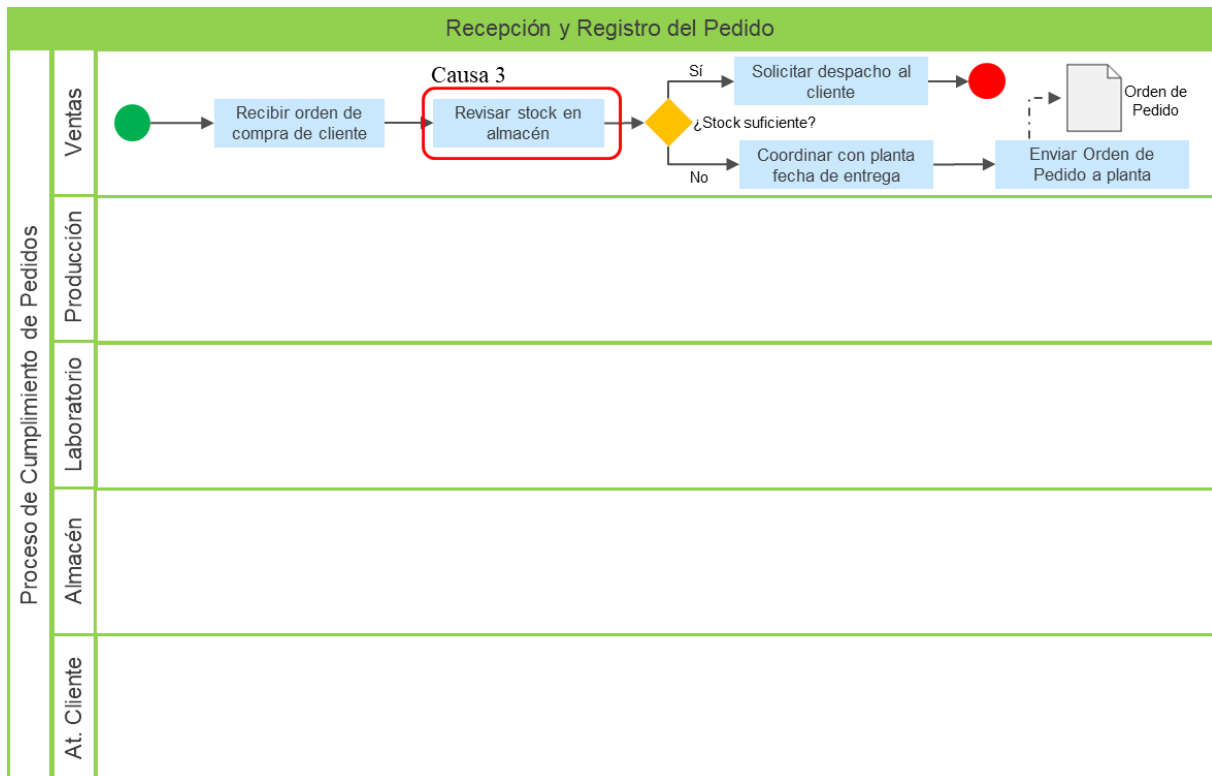 Recepción y Registro del Pedido
Proceso de Cumplimiento de Pedidos
Ventas
Causa 3
Recibir orden de
compra de cliente
Revisar stock en
almacén
¿Stock suficiente?
Sí
Solicitar despacho al
cliente
No
Coordinar con planta
fecha de entrega
Enviar Orden de
Pedido a planta
Orden de
Pedido
Producción
Laboratorio
Almacén
At. Cliente